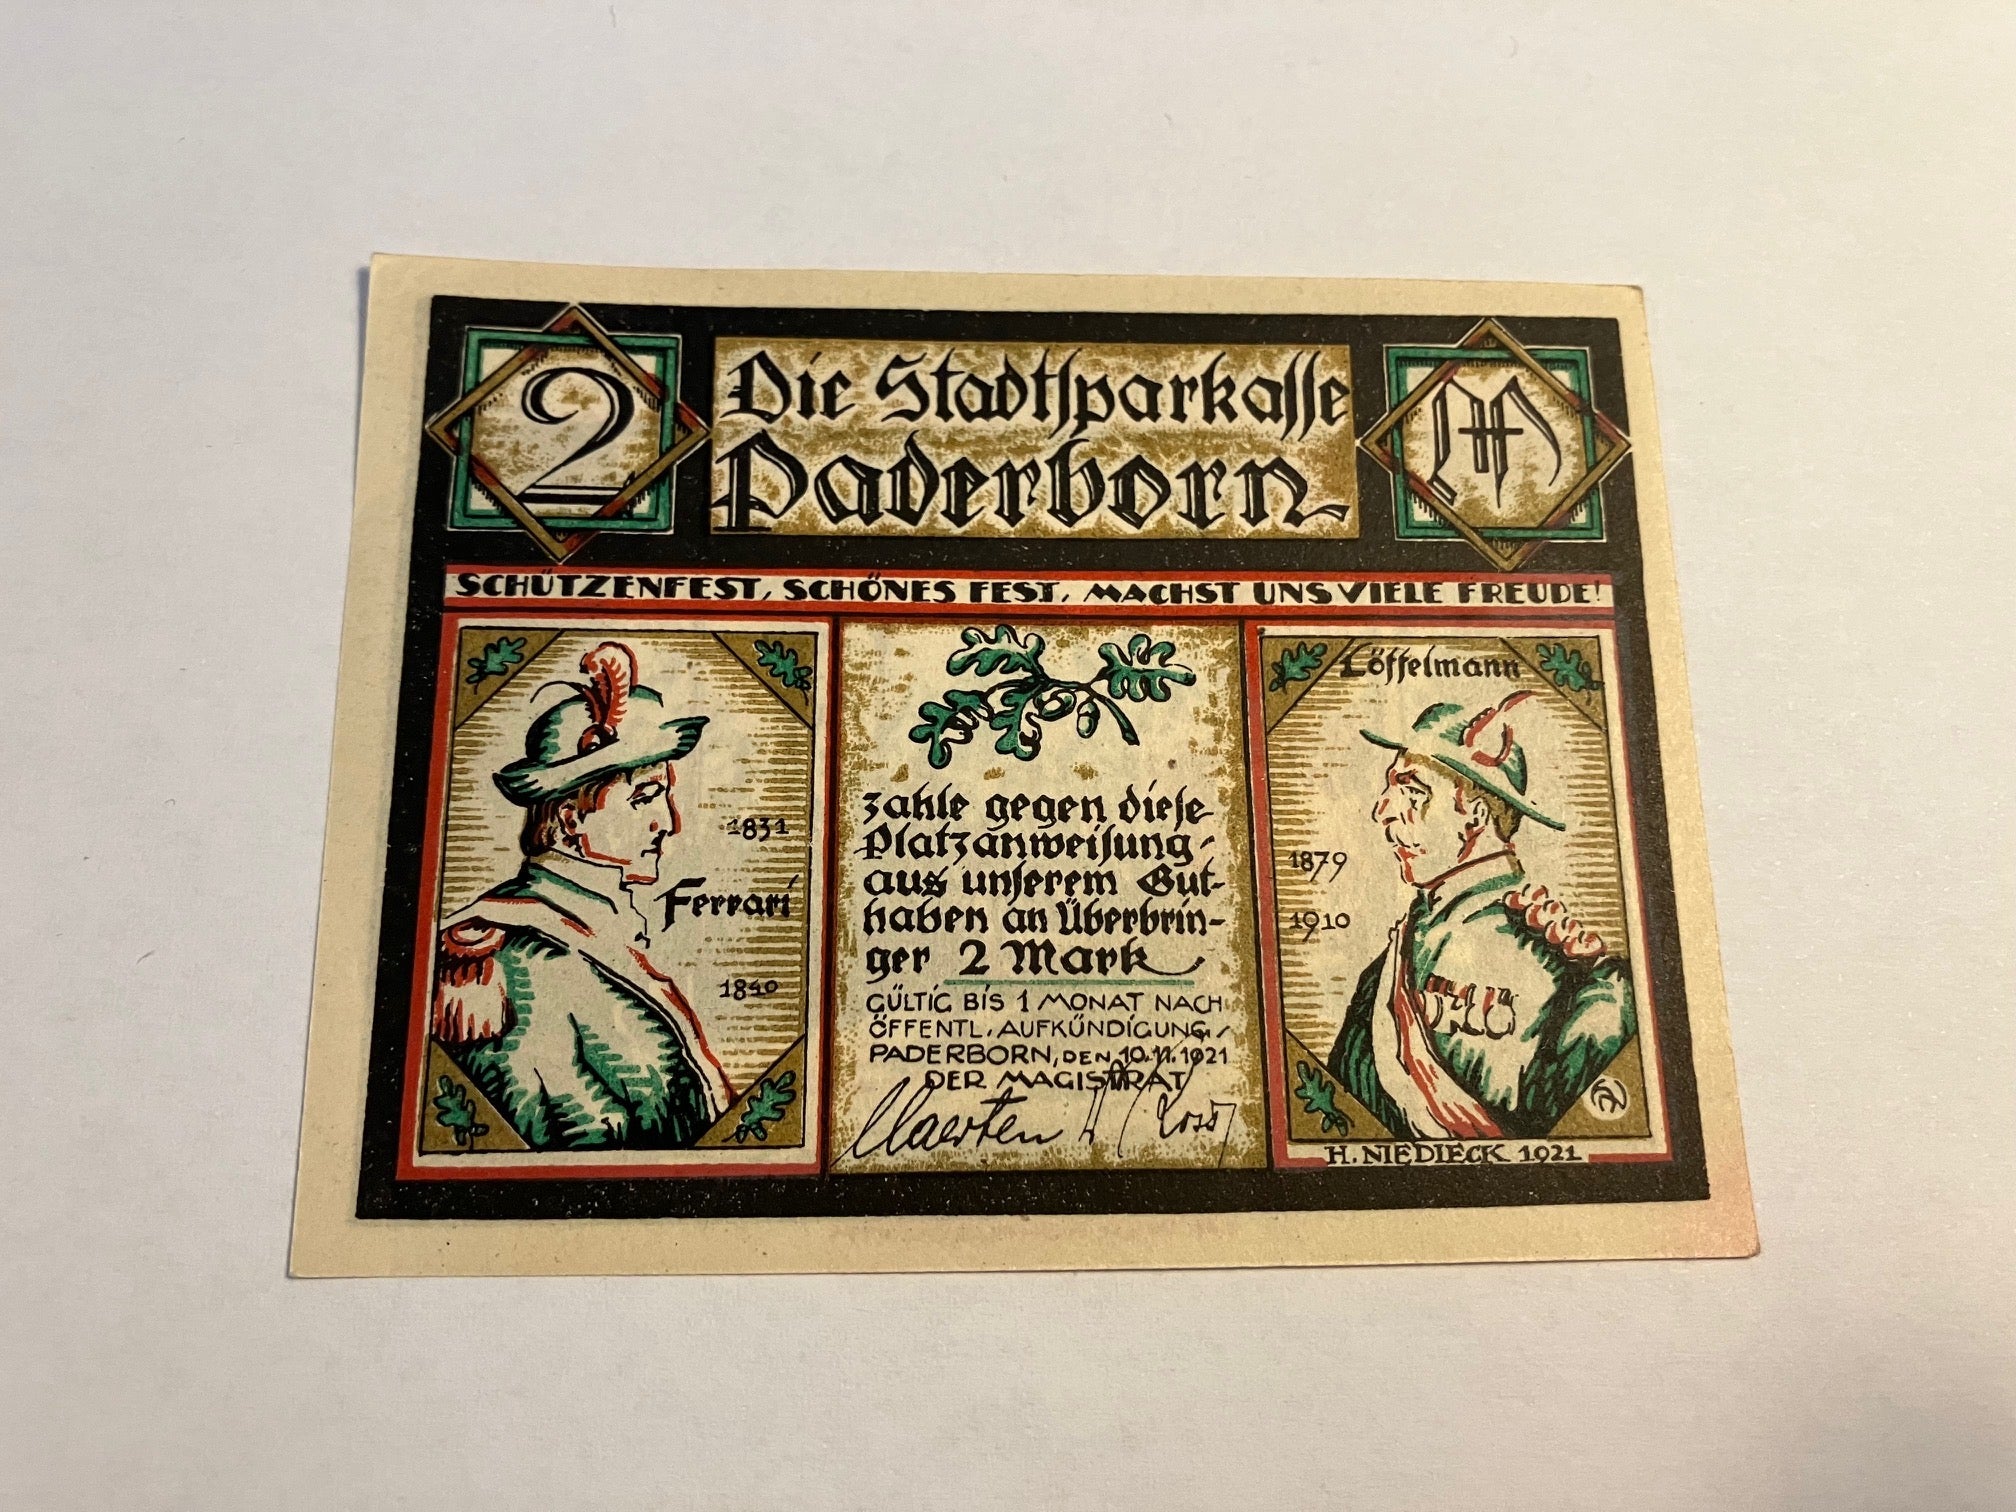 2
Die Stadtsparkasse
Paderborn
M
SCHÜTZENFEST, SCHÖNES FEST, MACHST UNS VIELE FREUDE!
1831
Ferrari
1840
zahle gegen diese
Platzanweisung
aus unserem Gut-
haben an Überbrin-
ger 2 Mark
GÜLTIG BIS 1 MONAT NACH
ÖFFENTL. AUFKÜNDIGUNG
PADERBORN, DEN 10.11.1921
DER MAGISTRAT
Löffelmann
1879
1910
H. NIEDIECK 1921